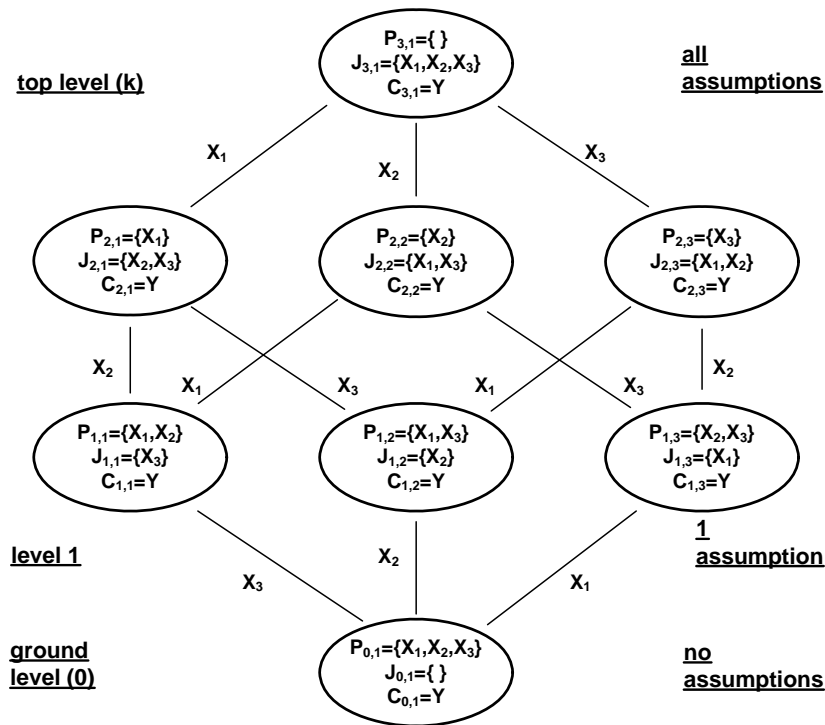 P3,1={ }
J3,1={X1,X2,X3}
C3,1=Y
top level (k)
all
assumptions
X1
X2
X3
P2,1={X1}
J2,1={X2,X3}
C2,1=Y
P2,2={X2}
J2,2={X1,X3}
C2,2=Y
P2,3={X3}
J2,3={X1,X2}
C2,3=Y
X2
X1
X3
X1
X3
X2
P1,1={X1,X2}
J1,1={X3}
C1,1=Y
P1,2={X1,X3}
J1,2={X2}
C1,2=Y
P1,3={X2,X3}
J1,3={X1}
C1,3=Y
level 1
1
assumption
X3
X2
X1
ground
level (0)
P0,1={X1,X2,X3}
J0,1={ }
C0,1=Y
no
assumptions